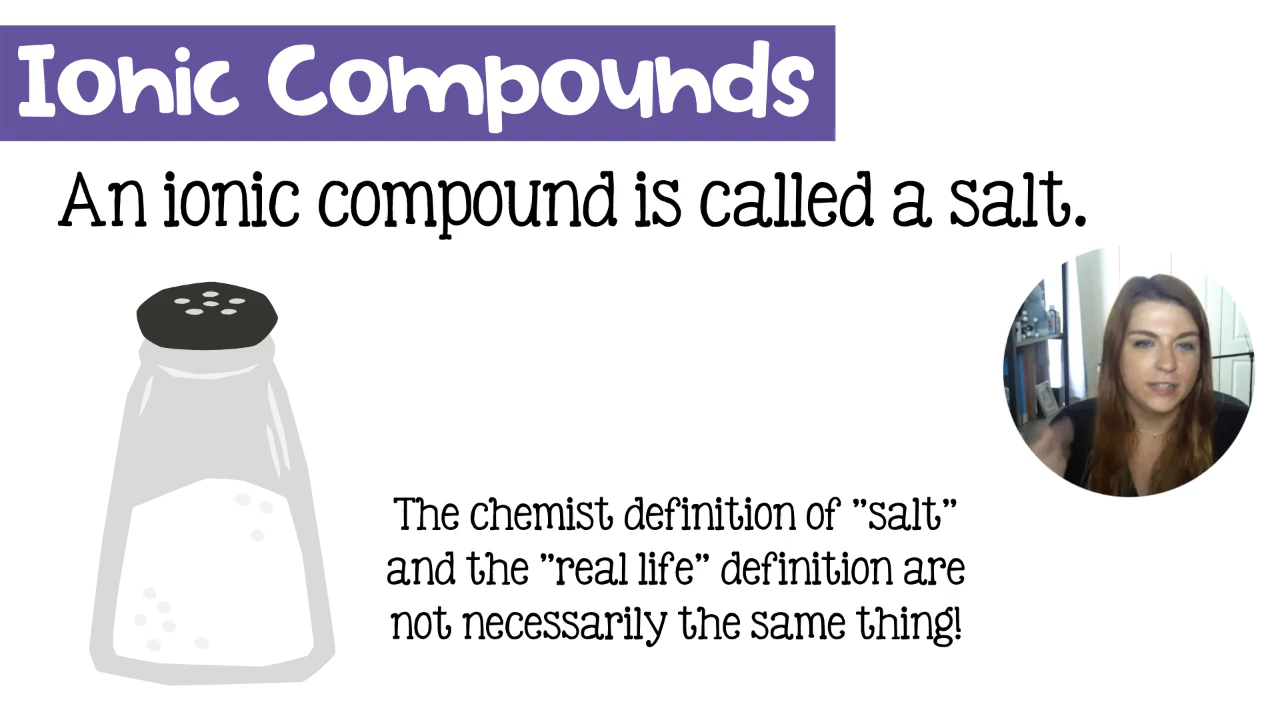 Ionic Compounds
An ionic compound is called a salt.
The chemist definition of "salt"
and the "real life" definition are
not necessarily the same thing!